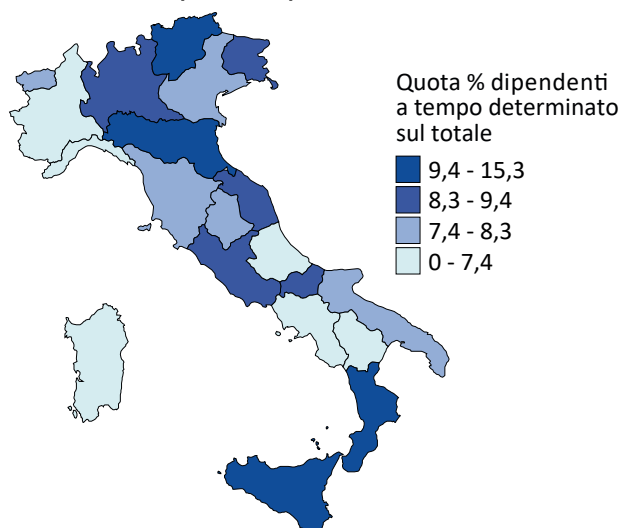 Quota % dipendenti
a tempo determinato
sul totale
9,4 - 15,3
8,3 - 9,4
7,4 - 8,3
0 - 7,4